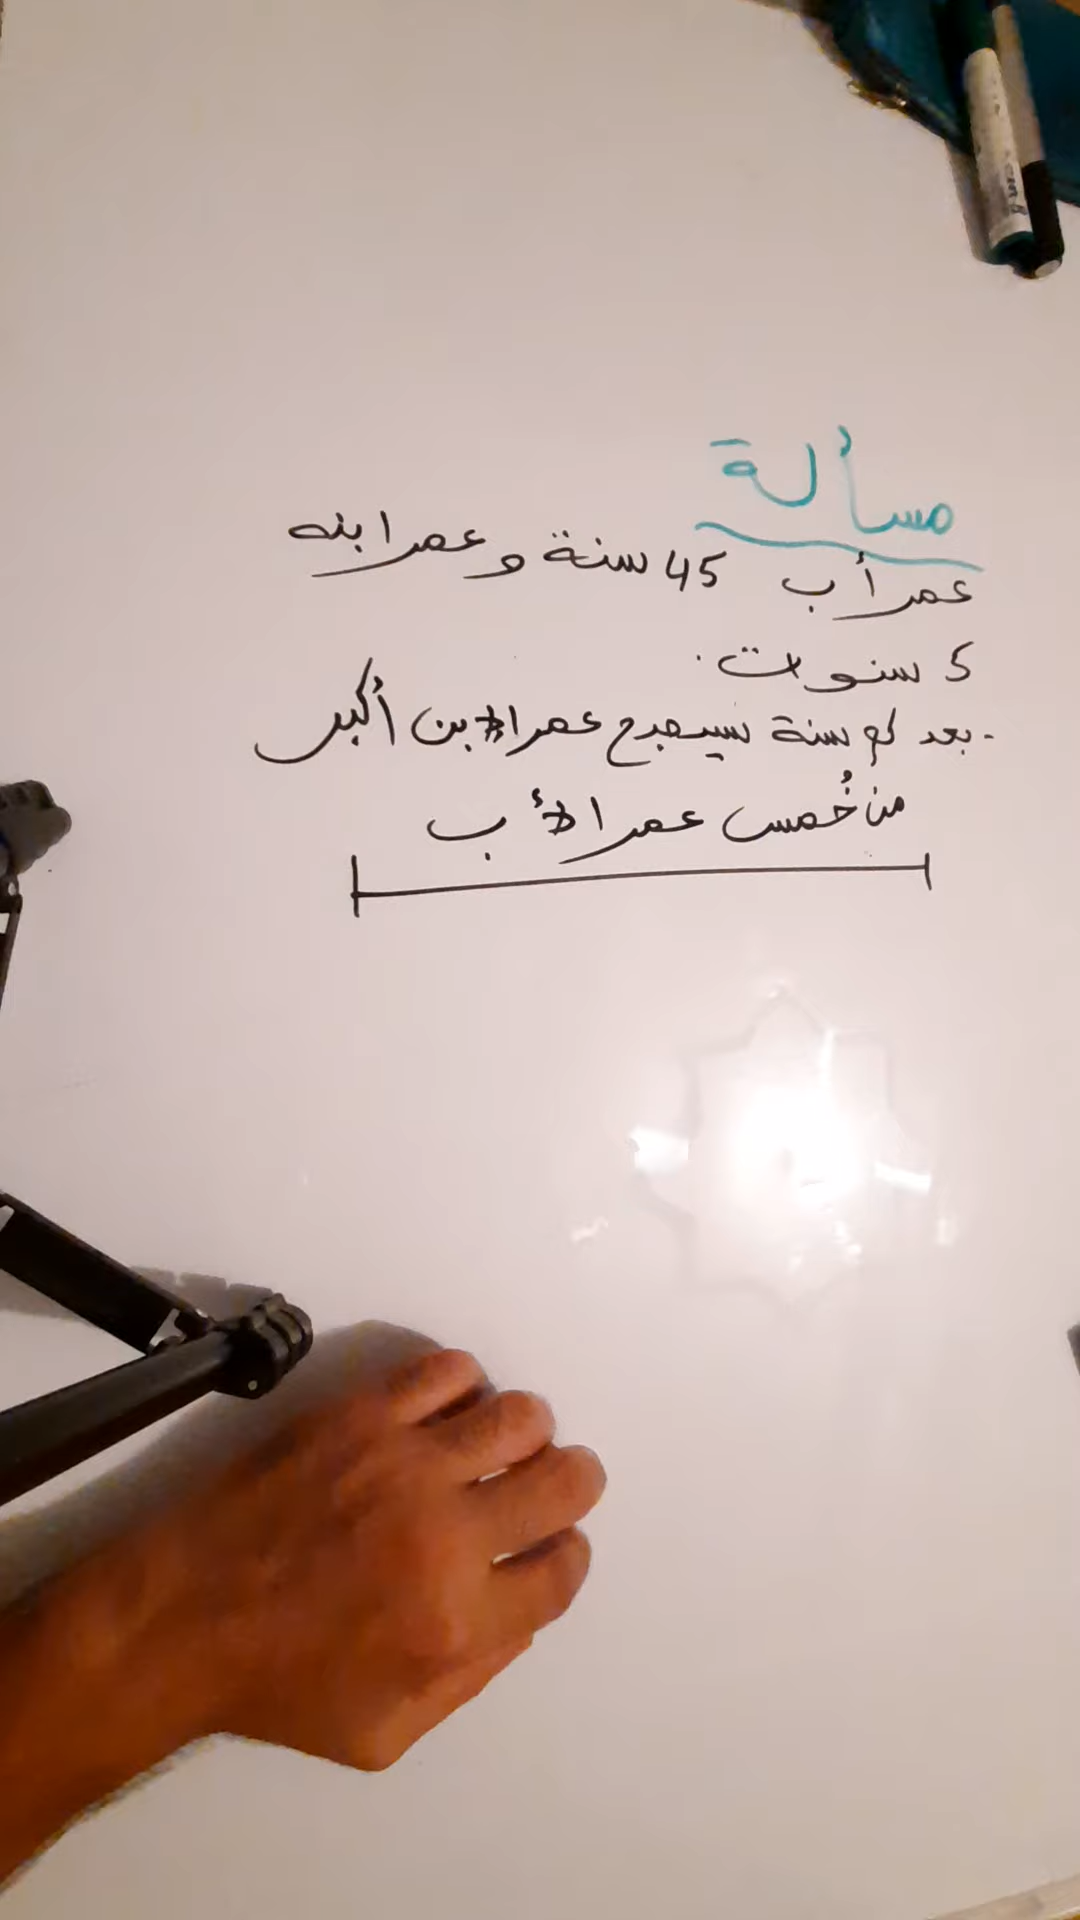 مسألة
عمر أب 45 سنة و عمر ابنه
5 سنوات.
- بعد كم سنة سيصبح عمر الابن أكبر
من خُمس عمر الأب